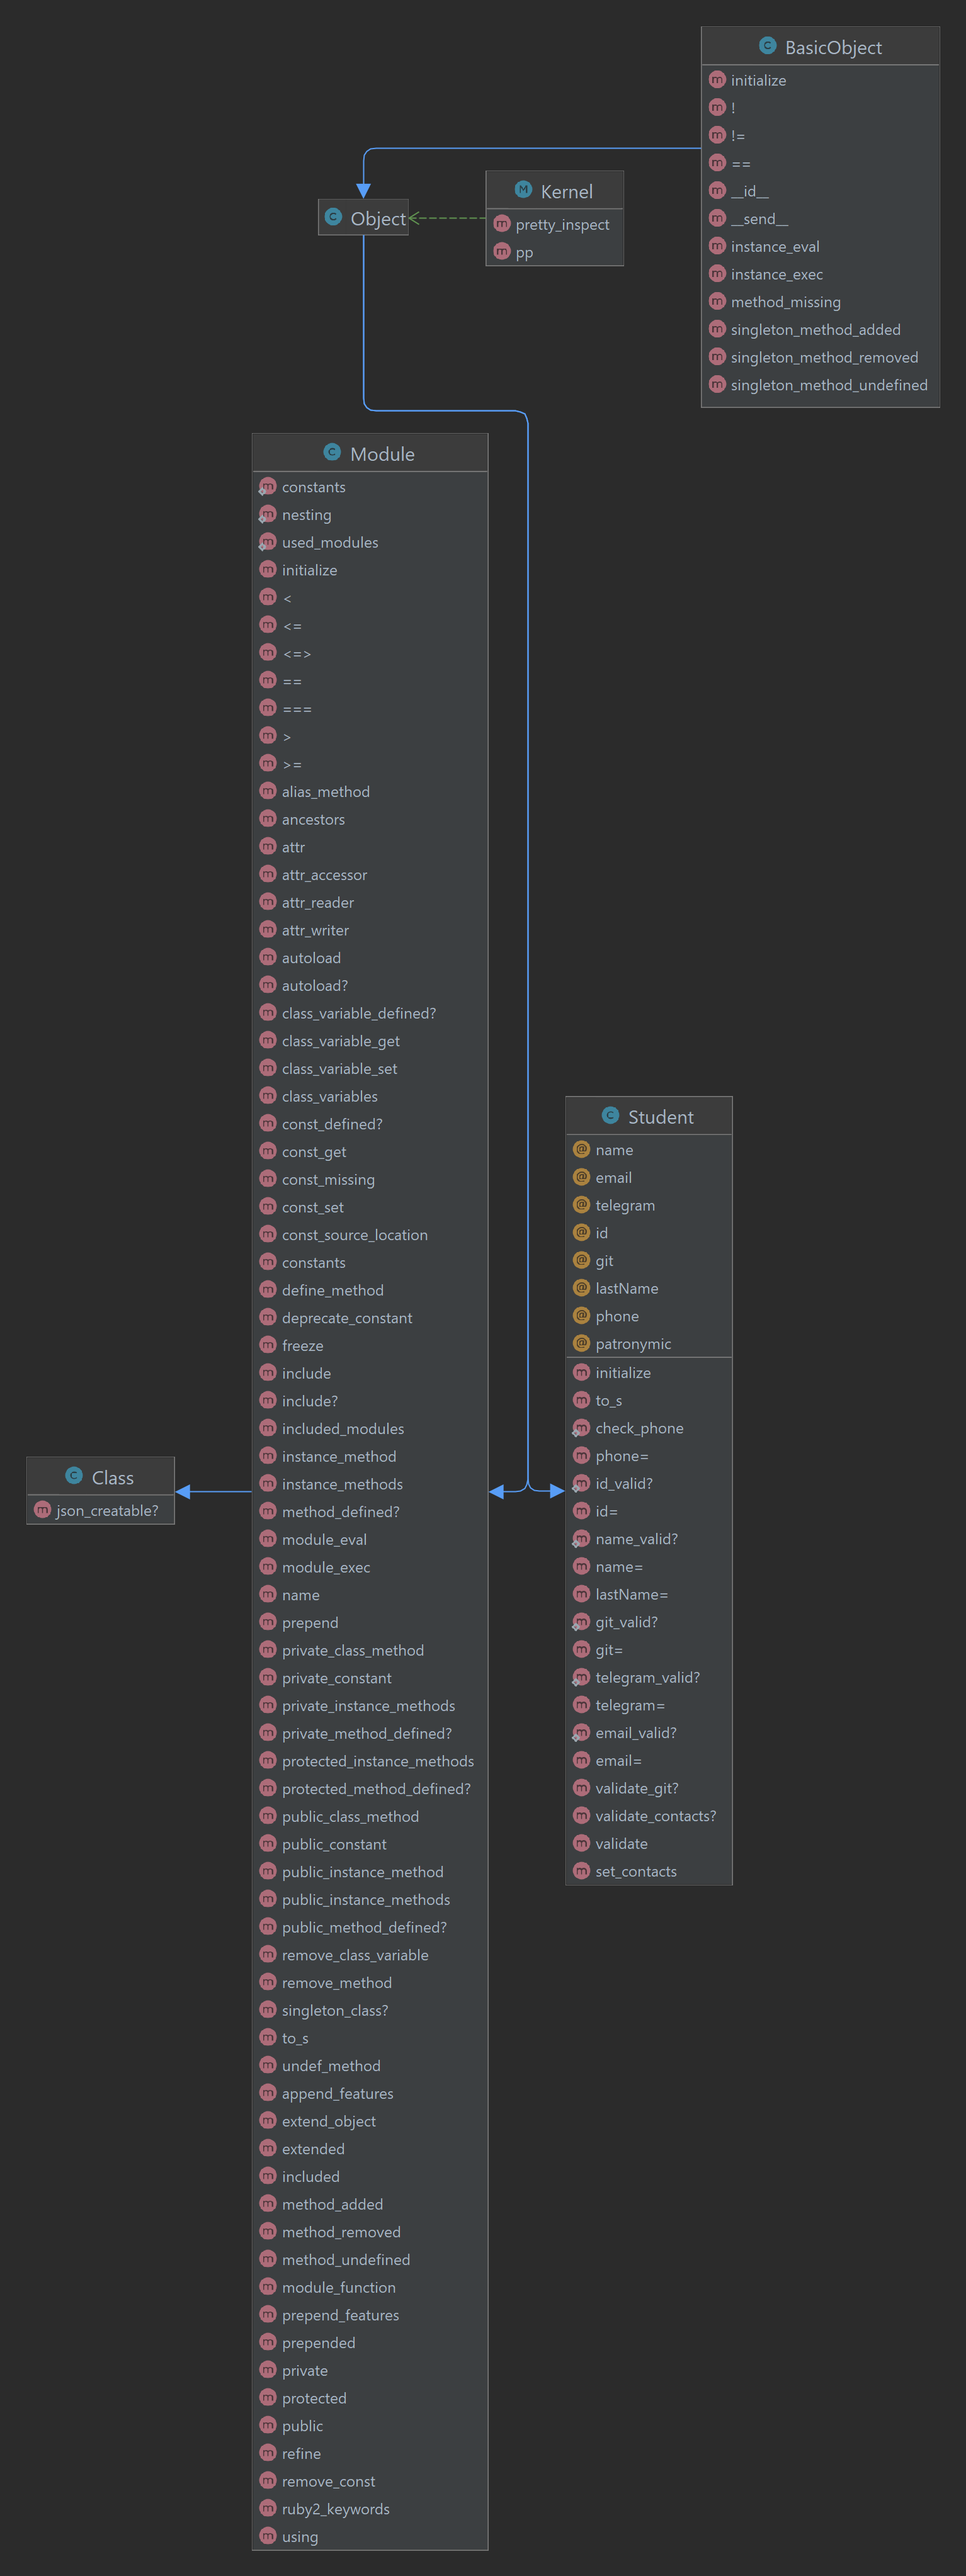 BasicObject
initialize
!
!=
==
__id__
__send__
instance_eval
instance_exec
method_missing
singleton_method_added
singleton_method_removed
singleton_method_undefined
Kernel
pretty_inspect
pp
Object
Module
constants
nesting
used_modules
initialize
<
<=
<=>
==
===
>
>=
alias_method
ancestors
attr
attr_accessor
attr_reader
attr_writer
autoload
autoload?
class_variable_defined?
class_variable_get
class_variable_set
class_variables
const_defined?
const_get
const_missing
const_set
const_source_location
constants
define_method
deprecate_constant
freeze
include
include?
included_modules
instance_method
instance_methods
method_defined?
module_eval
module_exec
name
prepend
private_class_method
private_constant
private_instance_methods
private_method_defined?
protected_instance_methods
protected_method_defined?
public_class_method
public_constant
public_instance_method
public_instance_methods
public_method_defined?
remove_class_variable
remove_method
singleton_class?
to_s
undef_method
append_features
extend_object
extended
included
method_added
method_removed
method_undefined
module_function
prepend_features
prepended
private
protected
public
refine
remove_const
ruby2_keywords
using
Student
name
email
telegram
id
git
lastName
phone
patronymic
initialize
to_s
check_phone
phone=
id_valid?
id=
name_valid?
name=
lastName=
git_valid?
git=
telegram_valid?
telegram=
email_valid?
email=
validate_git?
validate_contacts?
validate
set_contacts
Class
json_creatable?